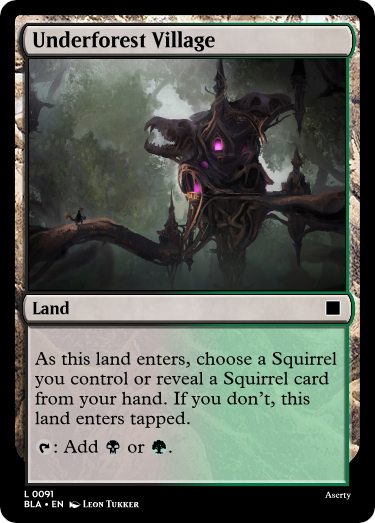 Underforest Village
Land
As this land enters, choose a Squirrel
you control or reveal a Squirrel card
from your hand. If you don't, this
land enters tapped.
: Add or .
L 0091
Aserty
BLA • EN Leon Tukker